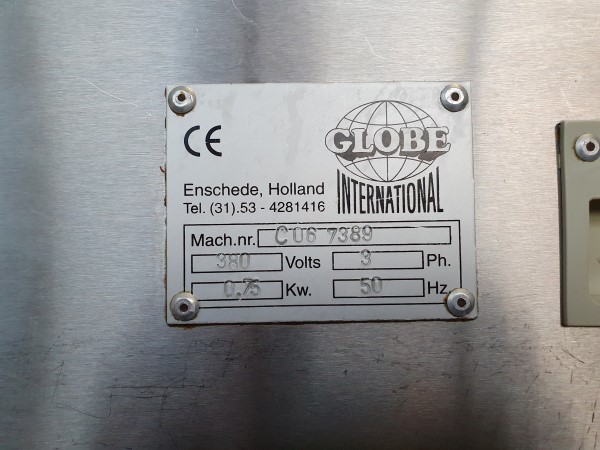 CE
GLOBE
INTERNATIONAL
Enschede, Holland
Tel. (31).53 - 4281416
Mach.nr. CU6 7389
380 Volts 3 Ph.
0,75 Kw. 50 Hz.